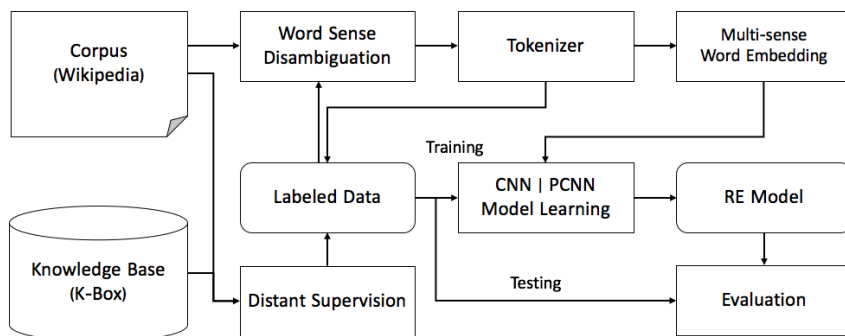 Corpus
(Wikipedia)
Word Sense
Disambiguation
Tokenizer
Multi-sense
Word Embedding
Training
Labeled Data
CNN | PCNN
Model Learning
RE Model
Knowledge Base
(K-Box)
Distant Supervision
Testing
Evaluation